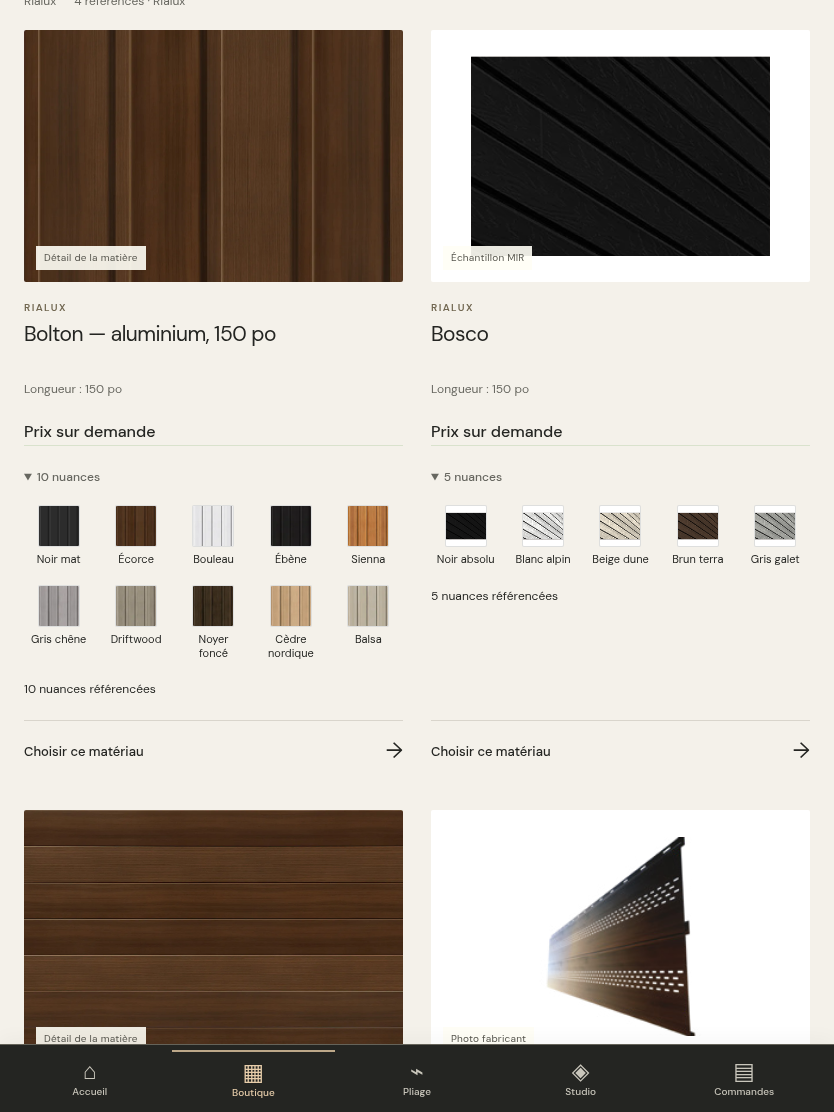 Rialux 4 références · Rialux
Détail de la matière
Échantillon MIR
RIALUX
Bolton — aluminium, 150 po
Longueur : 150 po
Prix sur demande
▼ 10 nuances
Noir mat
Écorce
Bouleau
Ébène
Sienna
Gris chêne
Driftwood
Noyer
foncé
Cèdre
nordique
Balsa
10 nuances référencées
Choisir ce matériau
RIALUX
Bosco
Longueur : 150 po
Prix sur demande
▼ 5 nuances
Noir absolu
Blanc alpin
Beige dune
Brun terra
Gris galet
5 nuances référencées
Choisir ce matériau
Détail de la matière
Photo fabricant
Accueil
Boutique
Pliage
Studio
Commandes